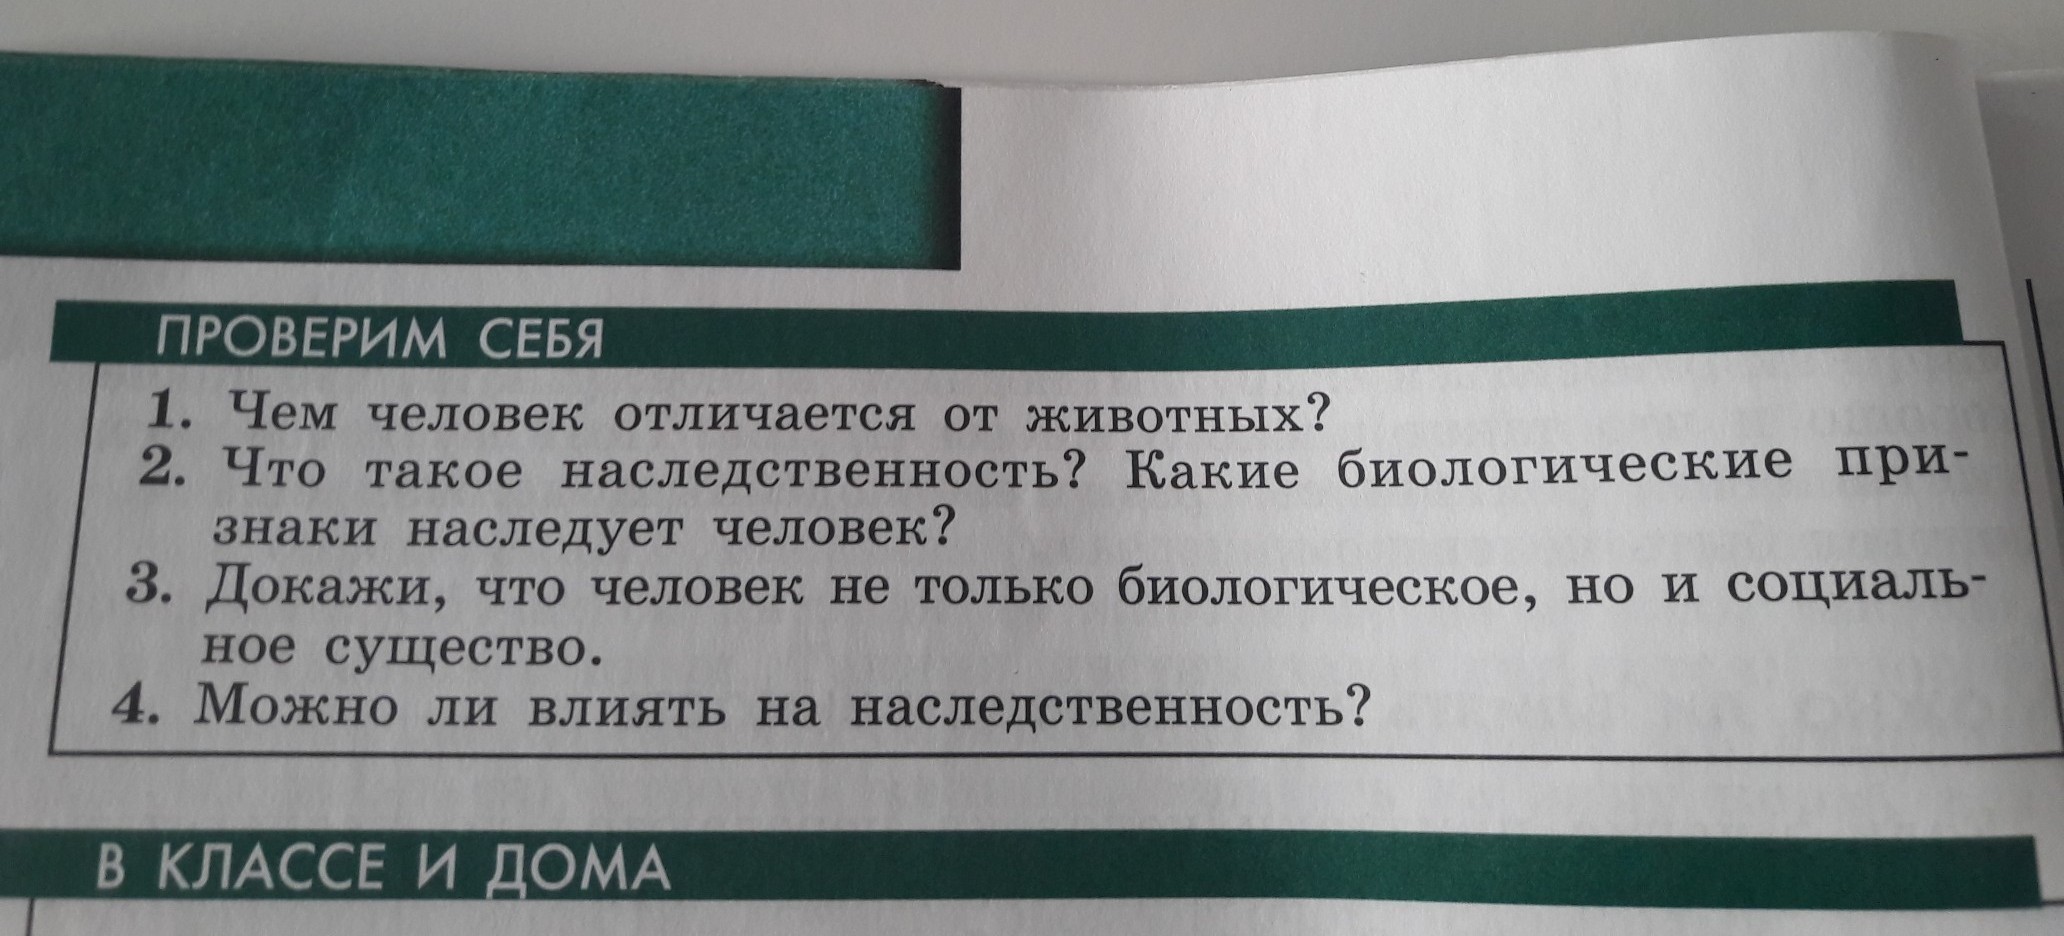 ПРОВЕРИМ СЕБЯ
1. Чем человек отличается от животных?
2. Что такое наследственность? Какие биологические при-
знаки наследует человек?
3. Докажи, что человек не только биологическое, но и социаль-
ное существо.
4. Можно ли влиять на наследственность?
В КЛАССЕ И ДОМА